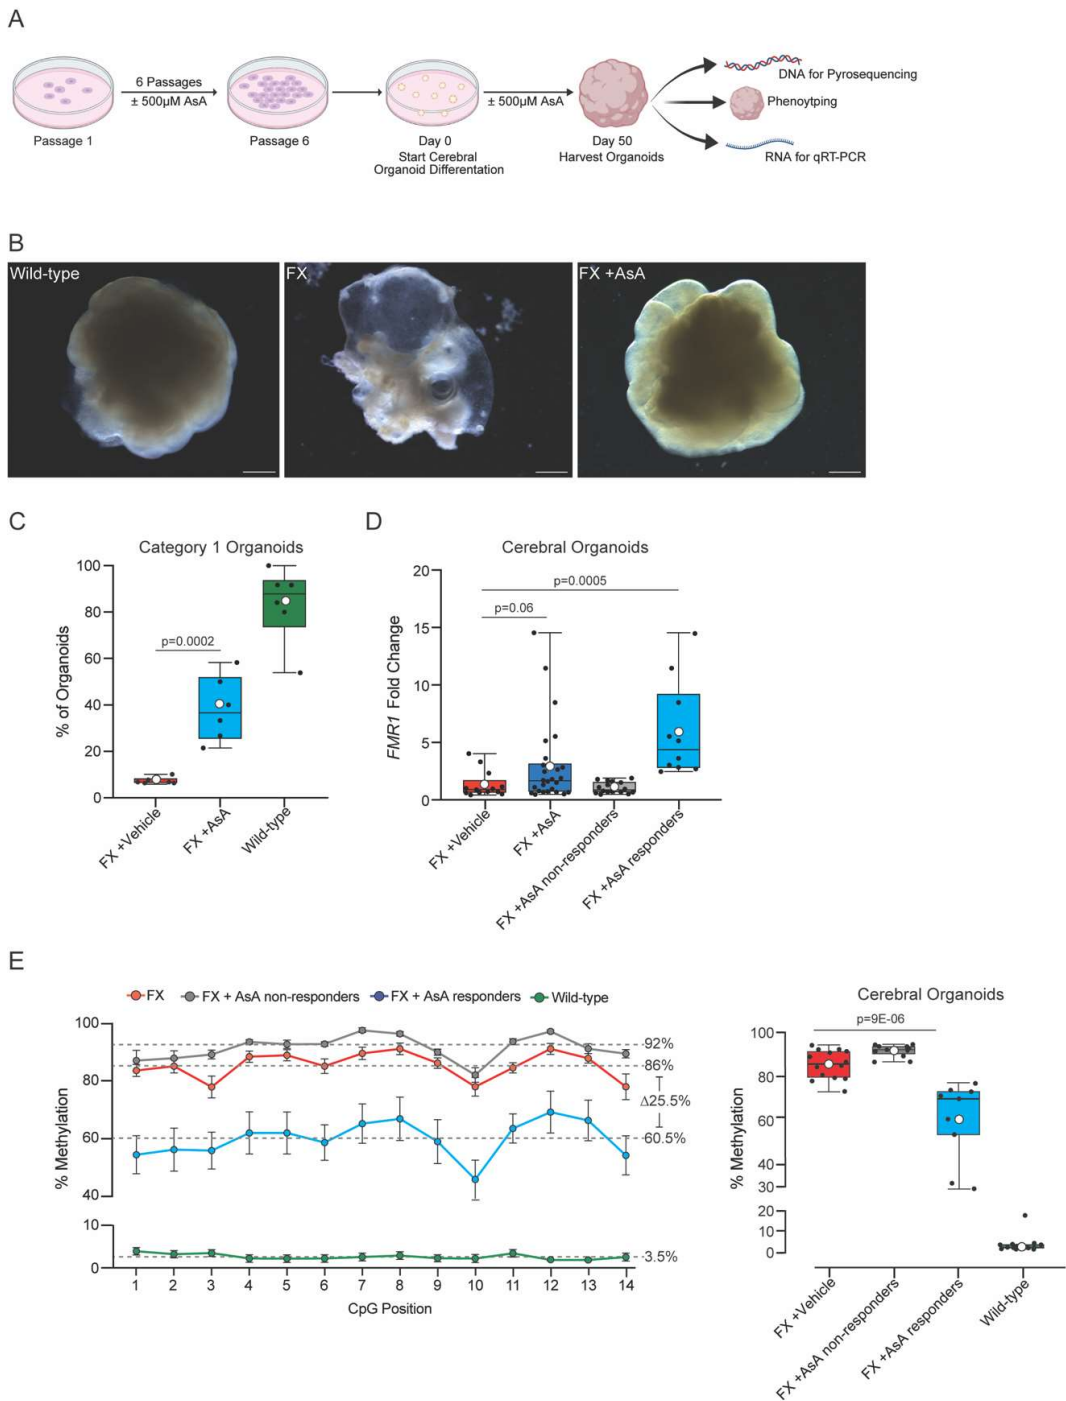 A
6 Passages
± 500µM AsA
± 500µM AsA
DNA for Pyrosequencing
Phenoytping
RNA for qRT-PCR
Passage 1
Passage 6
Day 0
Start Cerebral
Organoid Differentation
Day 50
Harvest Organoids
B
Wild-type
FX
FX +AsA
C
Category 1 Organoids
% of Organoids
100
80
60
40
20
0
p=0.0002
FX +Vehicle
FX +AsA
Wild-type
D
Cerebral Organoids
FMR1 Fold Change
20
15
10
5
0
p=0.0005
p=0.06
FX +Vehicle
FX +AsA
FX +AsA non-responders
FX +AsA responders
E
FX
FX + AsA non-responders
FX + AsA responders
Wild-type
% Methylation
100
80
60
40
10
0
92%
86%
Δ25.5%
60.5%
3.5%
1 2 3 4 5 6 7 8 9 10 11 12 13 14
CpG Position
Cerebral Organoids
p=9E-06
% Methylation
100
80
60
40
30
20
10
0
FX +Vehicle
FX +AsA non-responders
FX +AsA responders
Wild-type